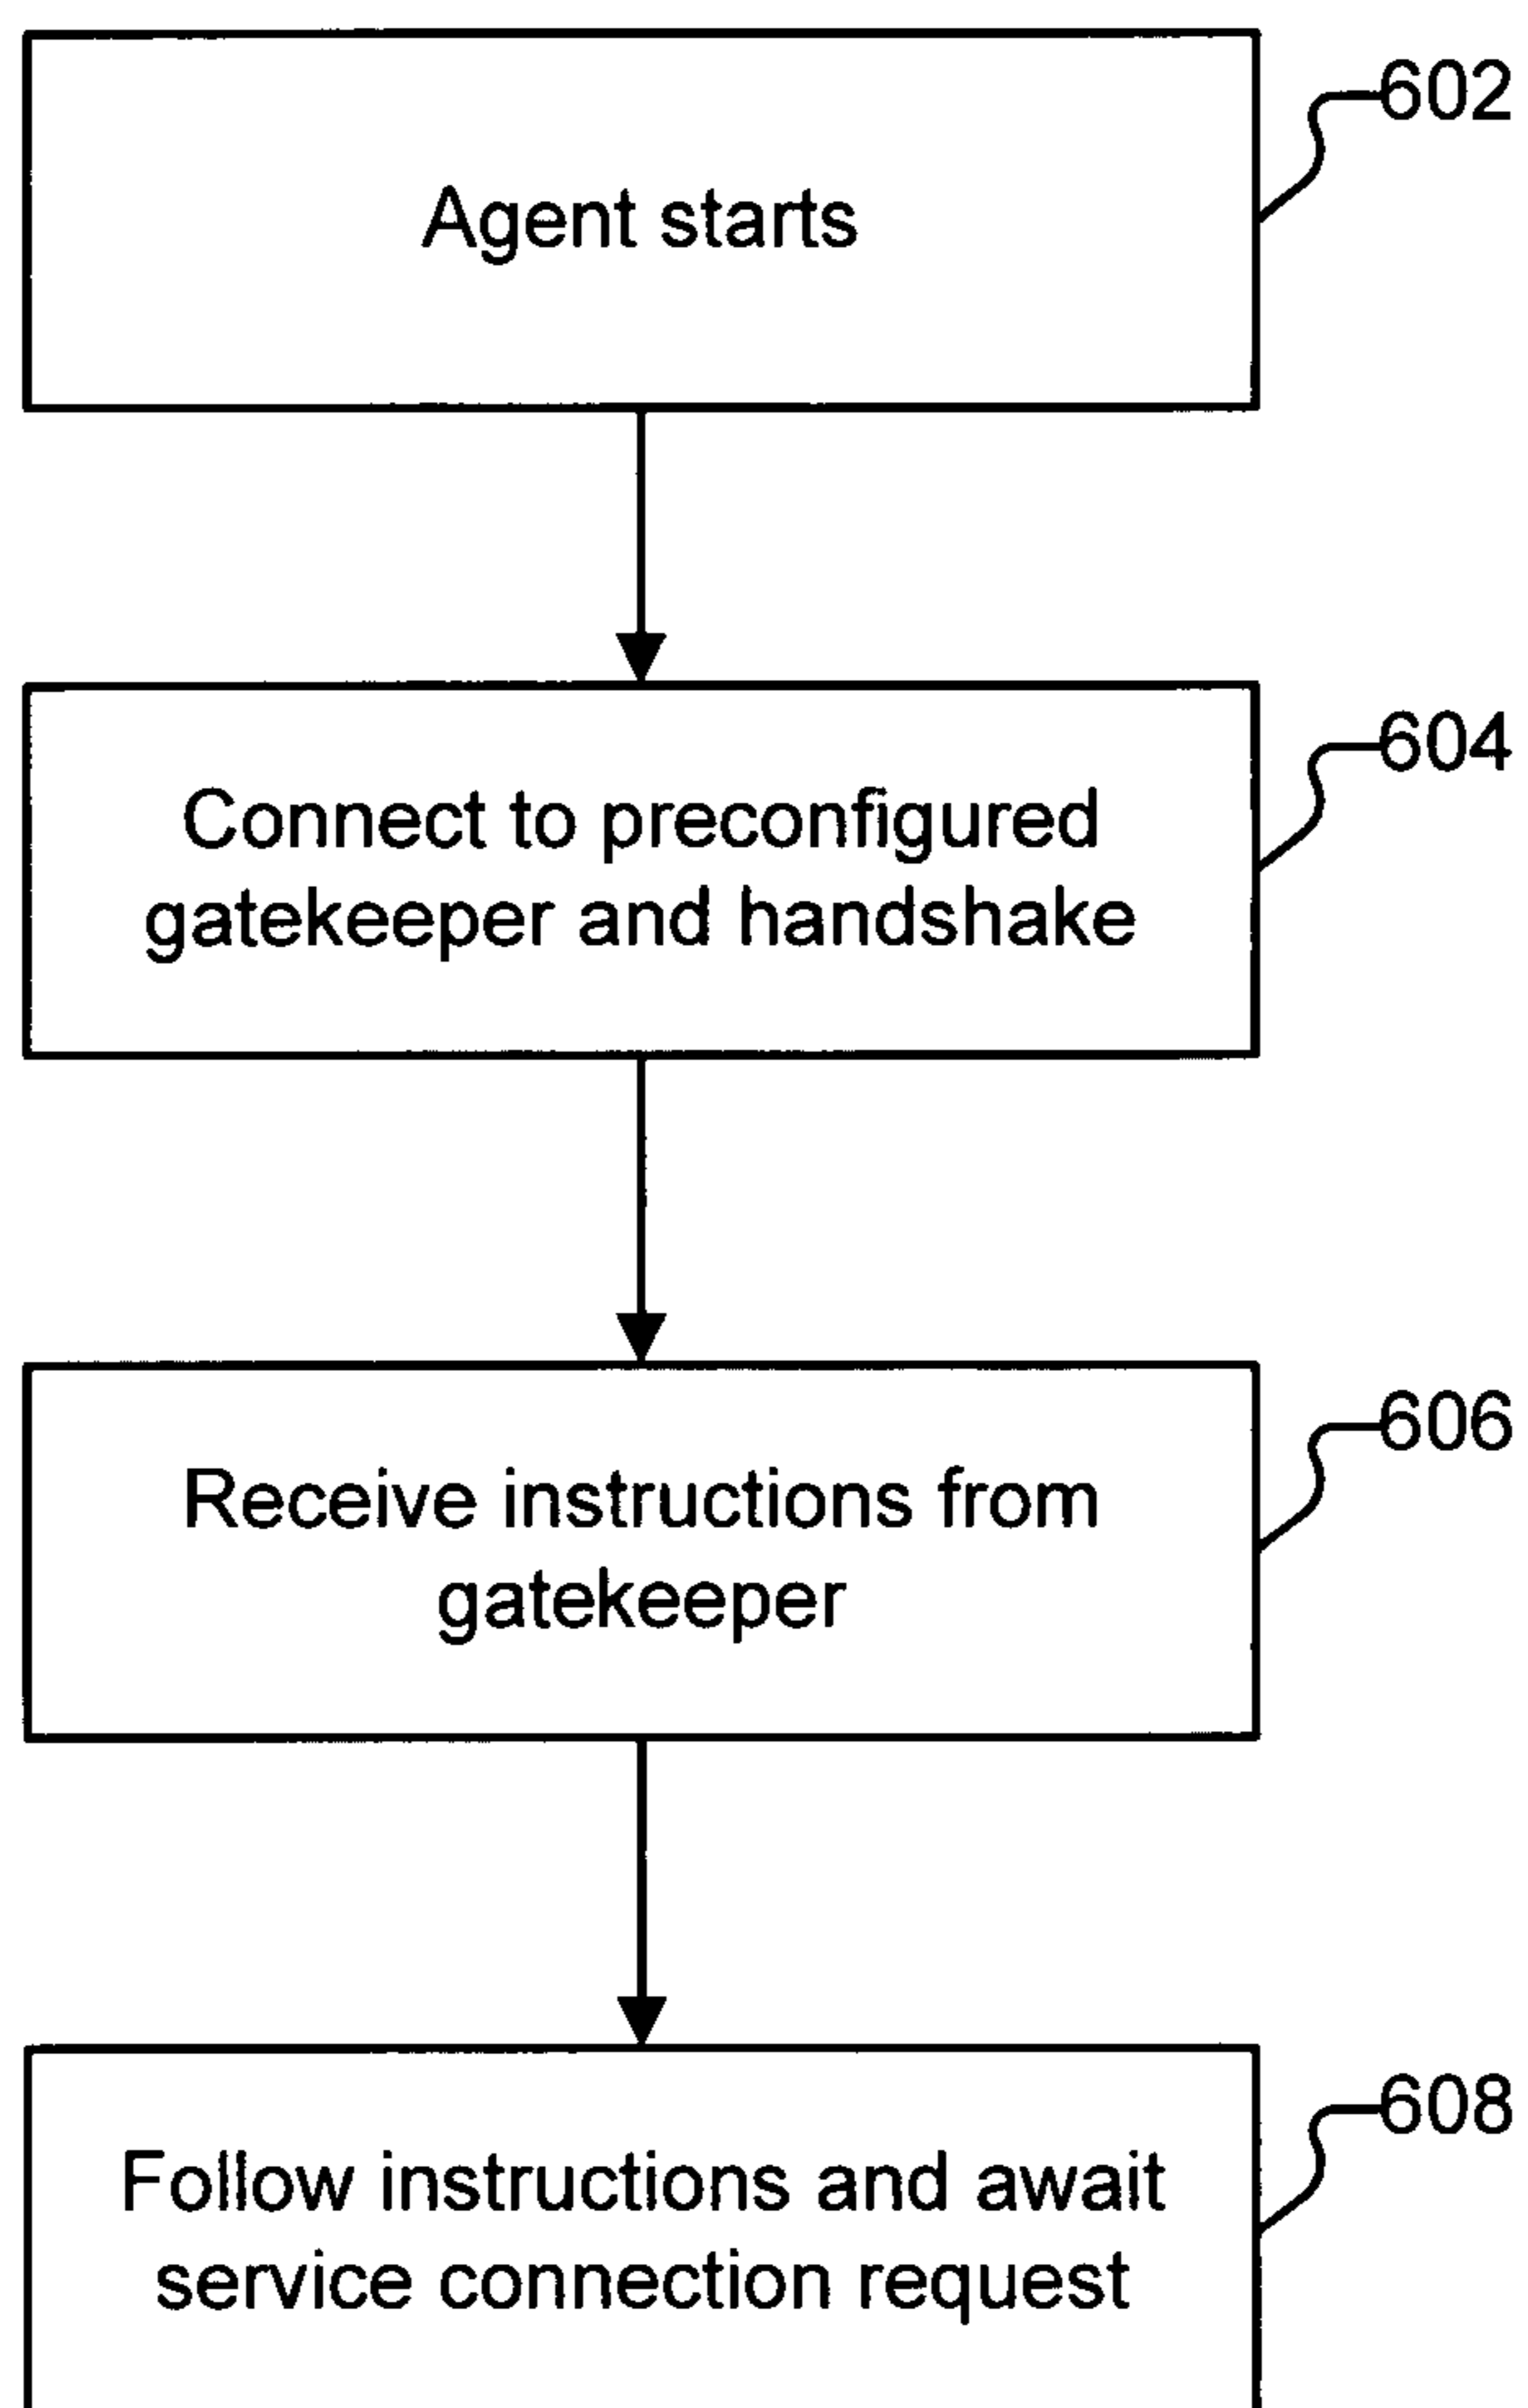 602
Agent starts
604
Connect to preconfigured
gatekeeper and handshake
606
Receive instructions from
gatekeeper
608
Follow instructions and await
service connection request